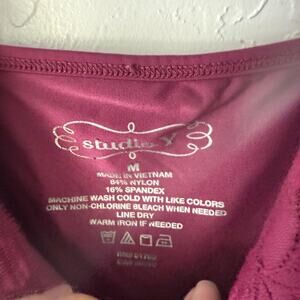 studio Y
M
MADE IN VIETNAM
84% NYLON
16% SPANDEX
MACHINE WASH COLD WITH LIKE COLORS
ONLY NON-CHLORINE BLEACH WHEN NEEDED
LINE DRY
WARM IRON IF NEEDED